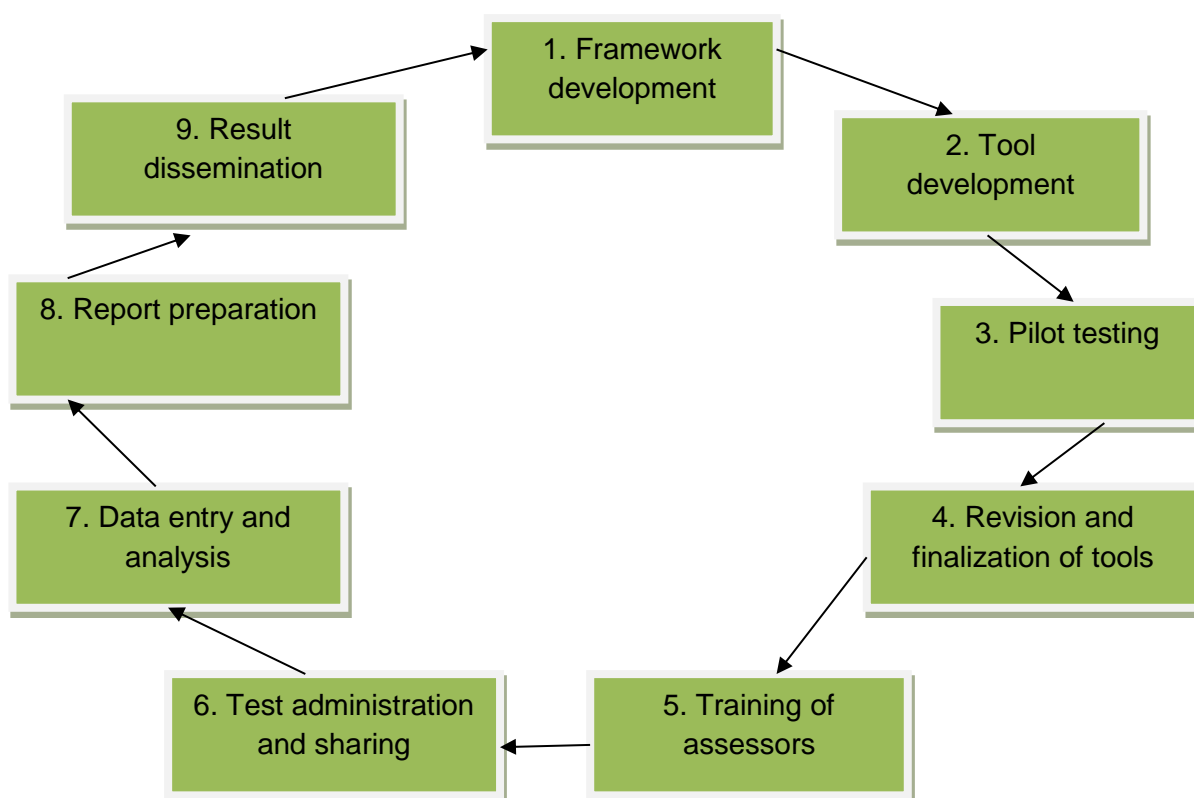 1. Framework
development
2. Tool
development
3. Pilot testing
4. Revision and
finalization of tools
5. Training of
assessors
6. Test administration
and sharing
7. Data entry and
analysis
8. Report preparation
9. Result
dissemination